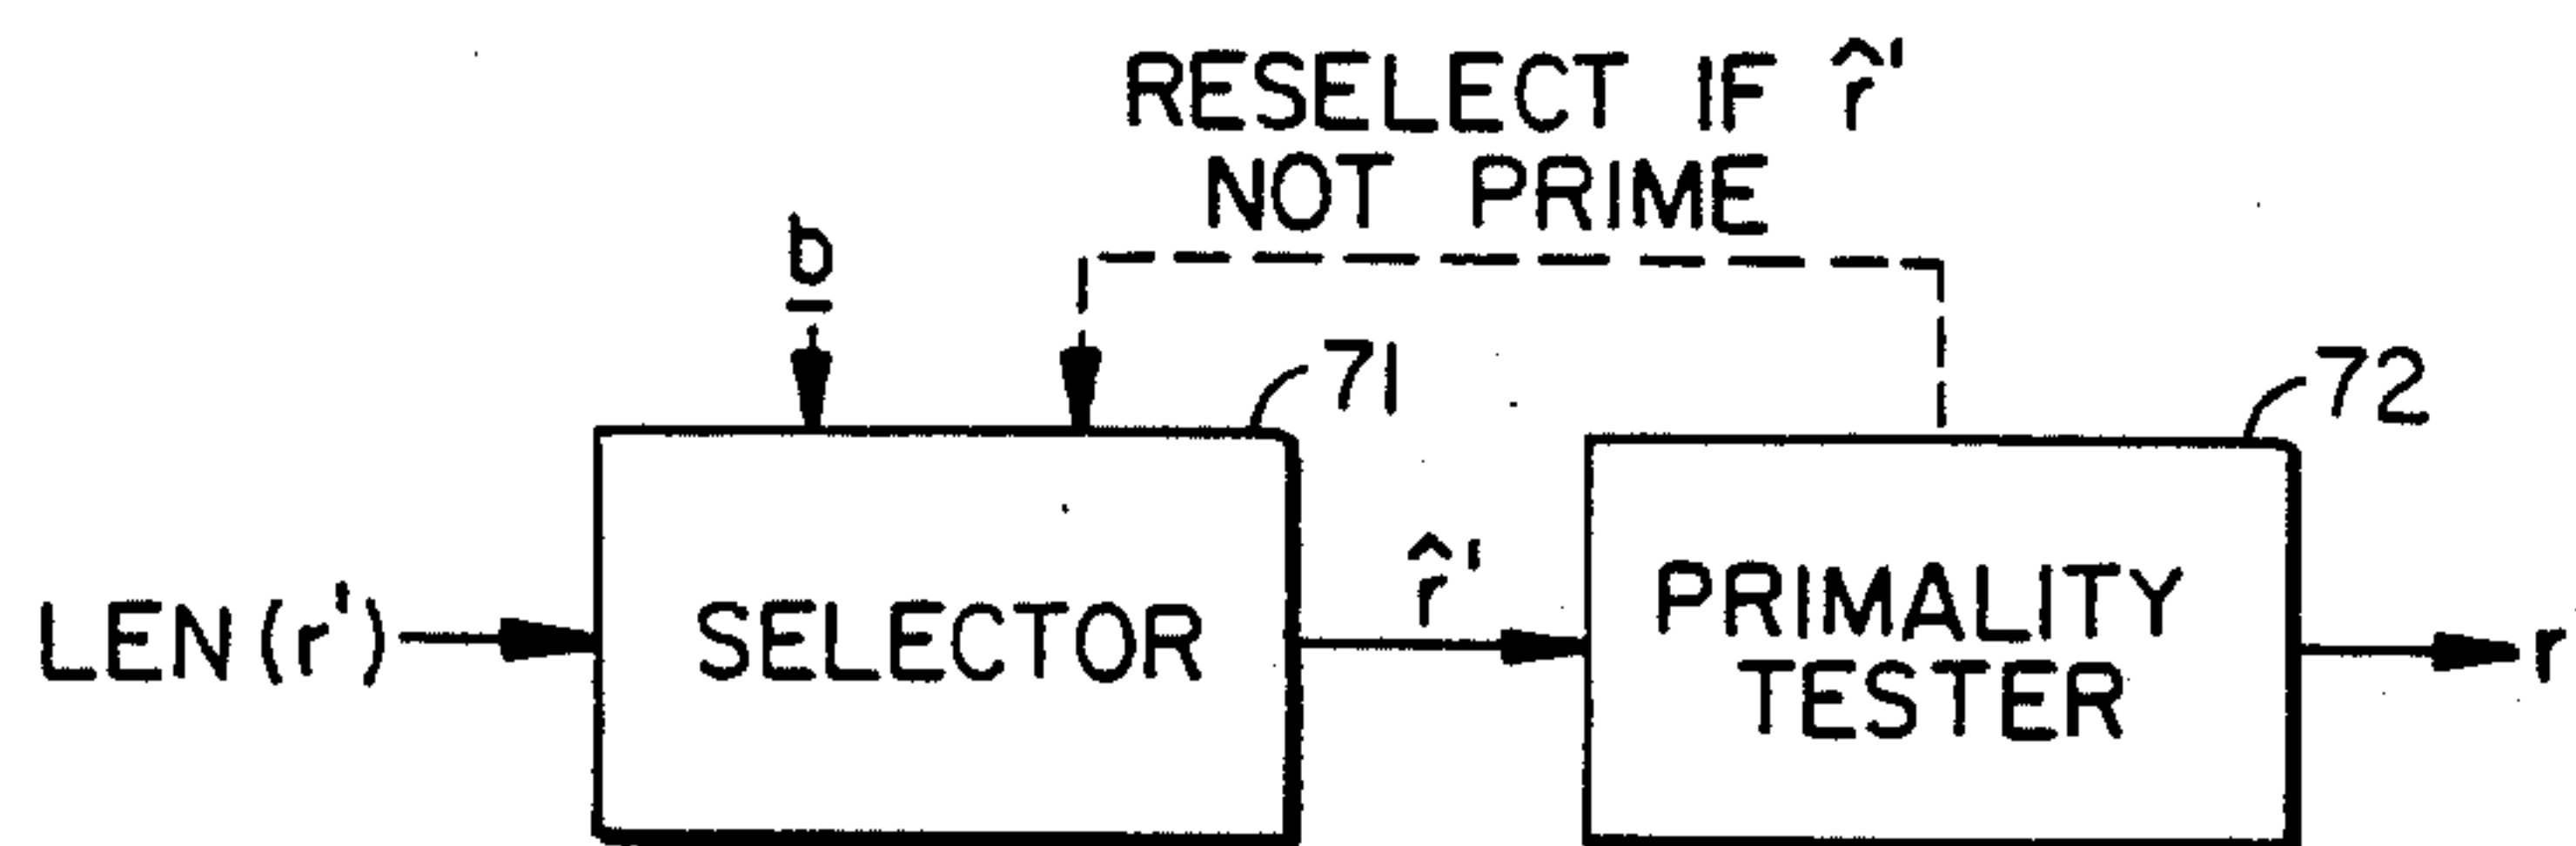 RESELECT IF r̂'
NOT PRIME
b
71
72
LEN(r')
SELECTOR
r̂'
PRIMALITY
TESTER
r'